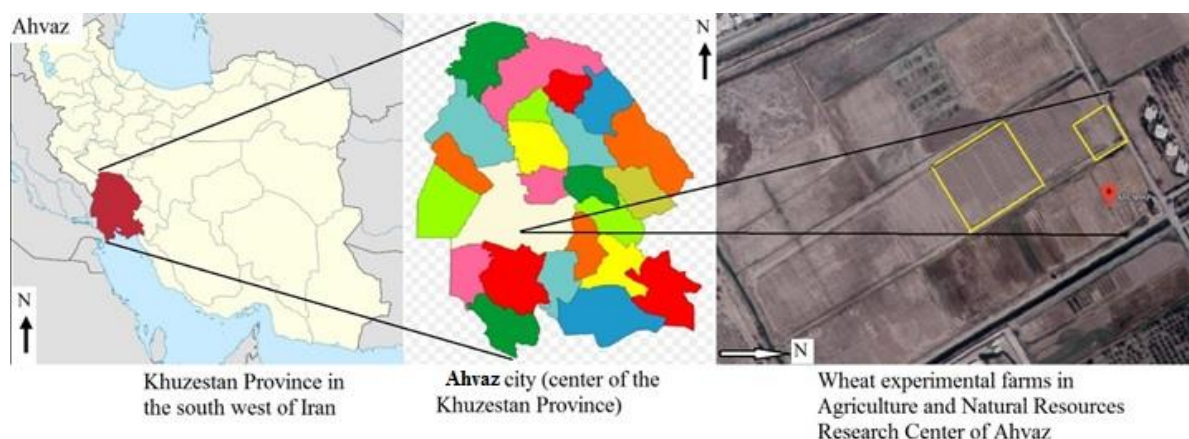 Ahvaz
N
N
N
Khuzestan Province in
the south west of Iran
Ahvaz city (center of the
Khuzestan Province)
Wheat experimental farms in
Agriculture and Natural Resources
Research Center of Ahvaz